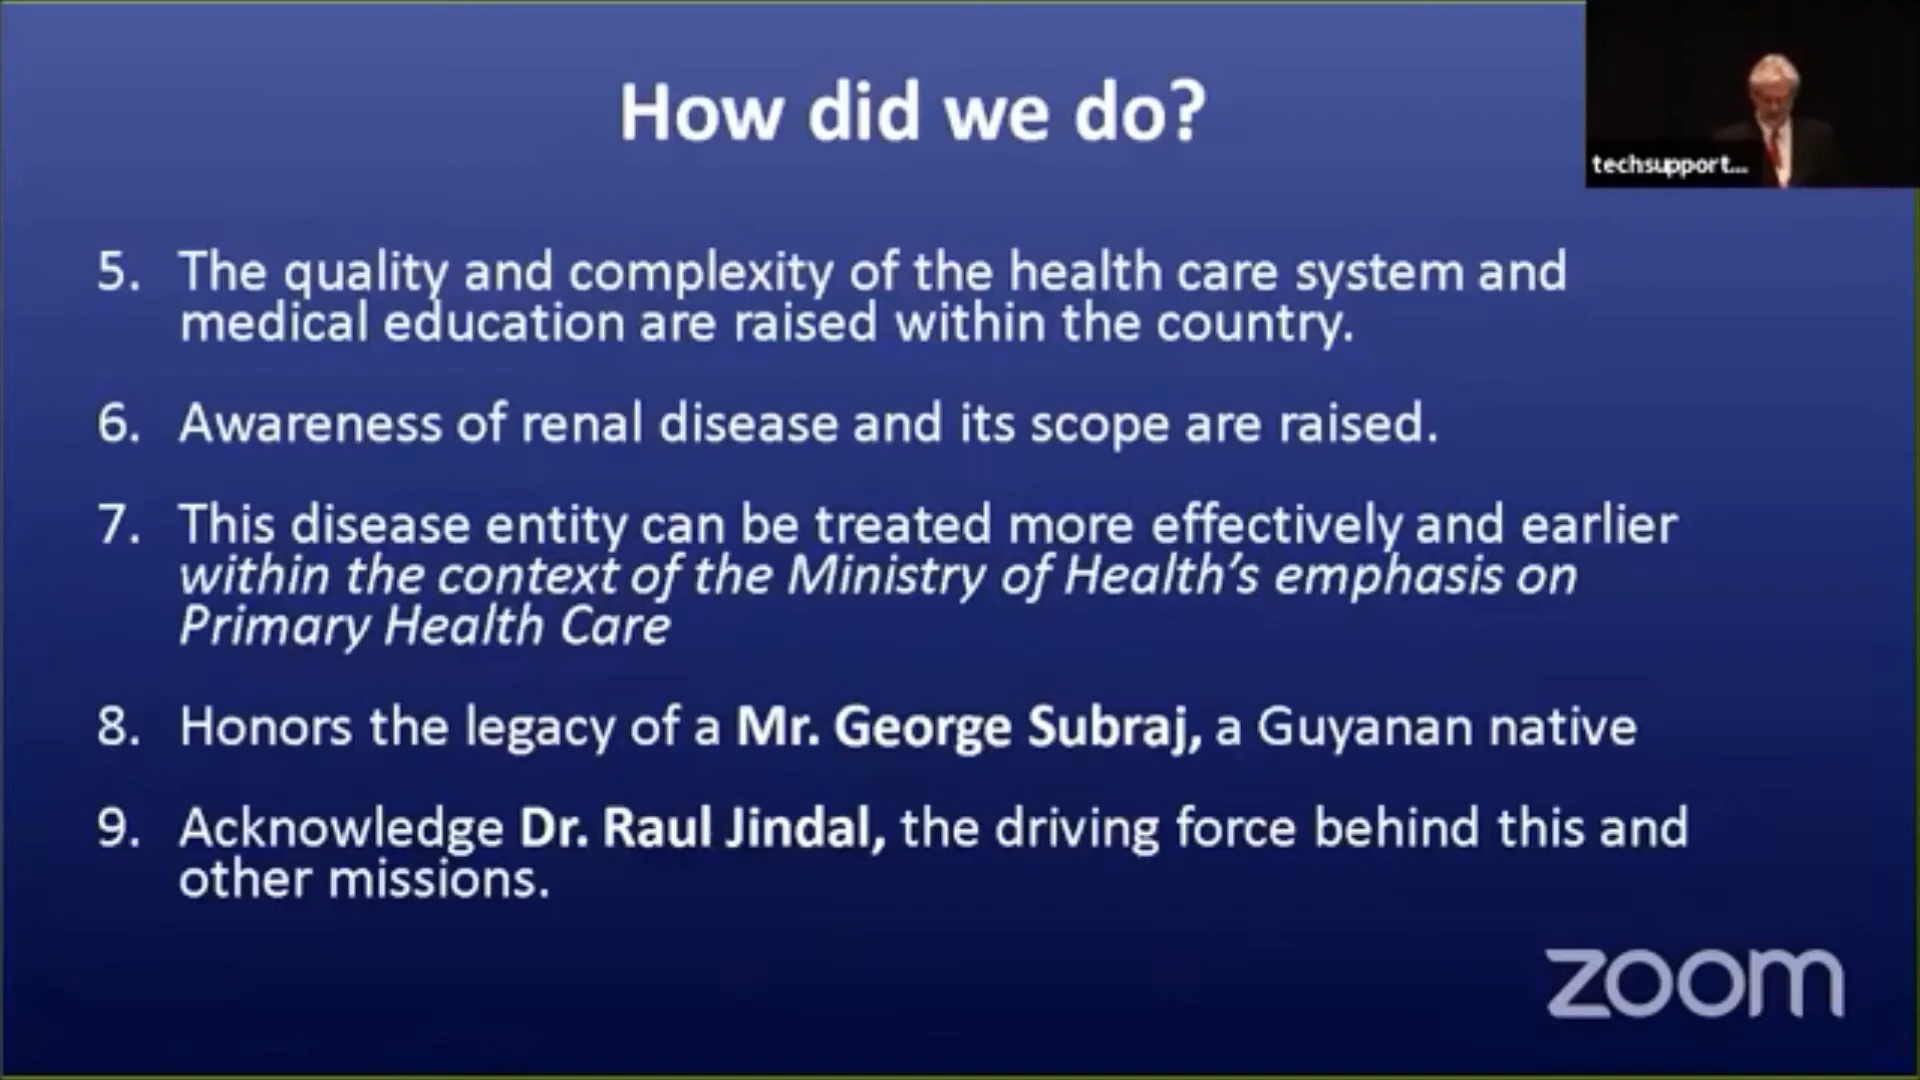 How did we do?
techsupport...
5. The quality and complexity of the health care system and
medical education are raised within the country.
6. Awareness of renal disease and its scope are raised.
7. This disease entity can be treated more effectively and earlier
within the context of the Ministry of Health’s emphasis on
Primary Health Care
8. Honors the legacy of a Mr. George Subraj, a Guyanan native
9. Acknowledge Dr. Raul Jindal, the driving force behind this and
other missions.
zoom